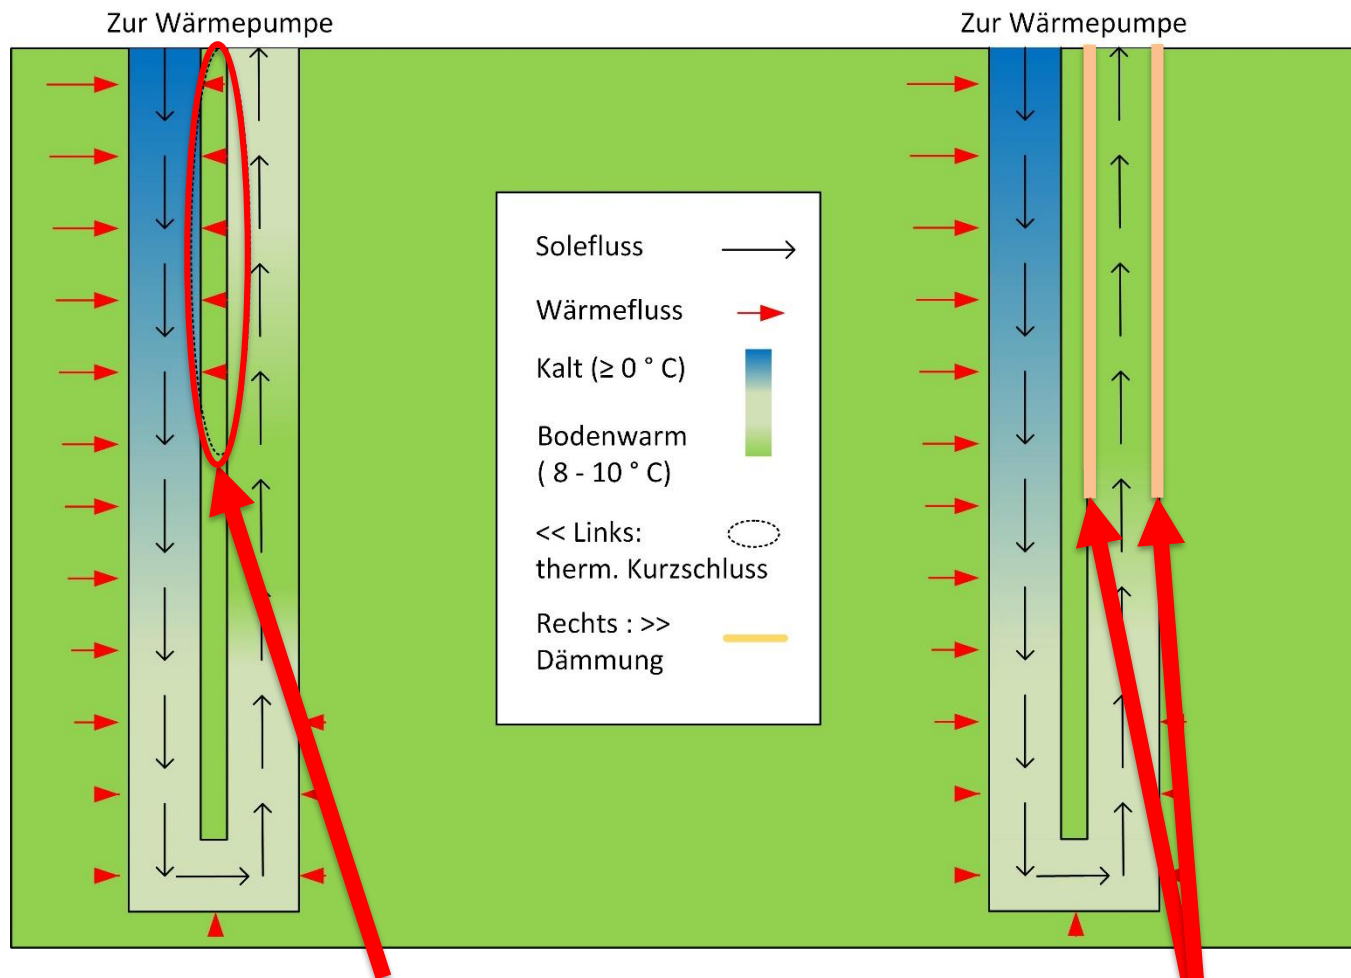 Zur Wärmepumpe
Zur Wärmepumpe
Solefluss
Wärmefluss
Kalt (≥ 0 ° C)
Bodenwarm
( 8 - 10 ° C)
<< Links:
therm. Kurzschluss
Rechts : >>
Dämmung